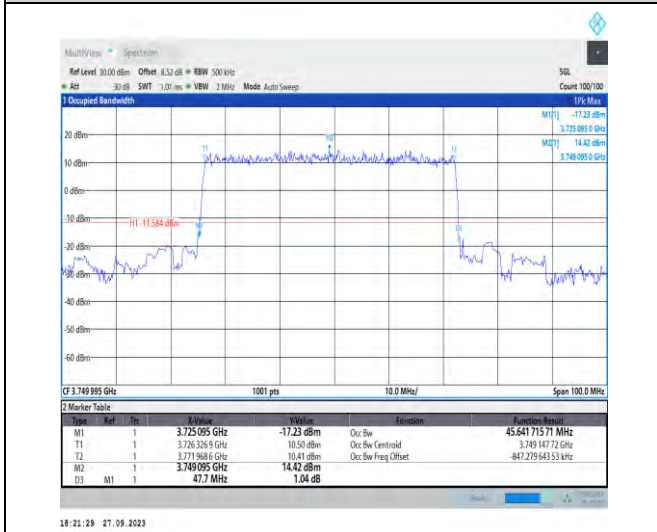 MultiView Spectrum
Ref Level 30.00 dBm Offset 8.52 dB RBW 500 kHz SGL
Att 30 dB SWT 1.01 ms VBW 2 MHz Mode Auto Sweep Count 100/100
1 Occupied Bandwidth 1Pk Max
M1[1] -17.23 dBm
3.725 095 0 GHz
M2[1] 14.42 dBm
3.749 095 0 GHz
20 dBm
M2
T1
10 dBm
0 dBm
-10 dBm
H1 -11.584 dBm
M1
D3
-20 dBm
-30 dBm
-40 dBm
-50 dBm
-60 dBm
CF 3.749 995 GHz 1001 pts 10.0 MHz/ Span 100.0 MHz
2 Marker Table
Type Ref Trc X-Value Y-Value Function Function Result
M1 1 3.725 095 GHz -17.23 dBm Occ Bw 45.641 715 71 MHz
T1 1 3.726 326 9 GHz 10.50 dBm Occ Bw Centroid 3.749 147 72 GHz
T2 1 3.771 968 6 GHz 10.41 dBm Occ Bw Freq Offset -847.279 643 53 kHz
M2 1 3.749 095 GHz 14.42 dBm
D3 M1 1 47.7 MHz 1.04 dB
18:21:29 27.09.2023